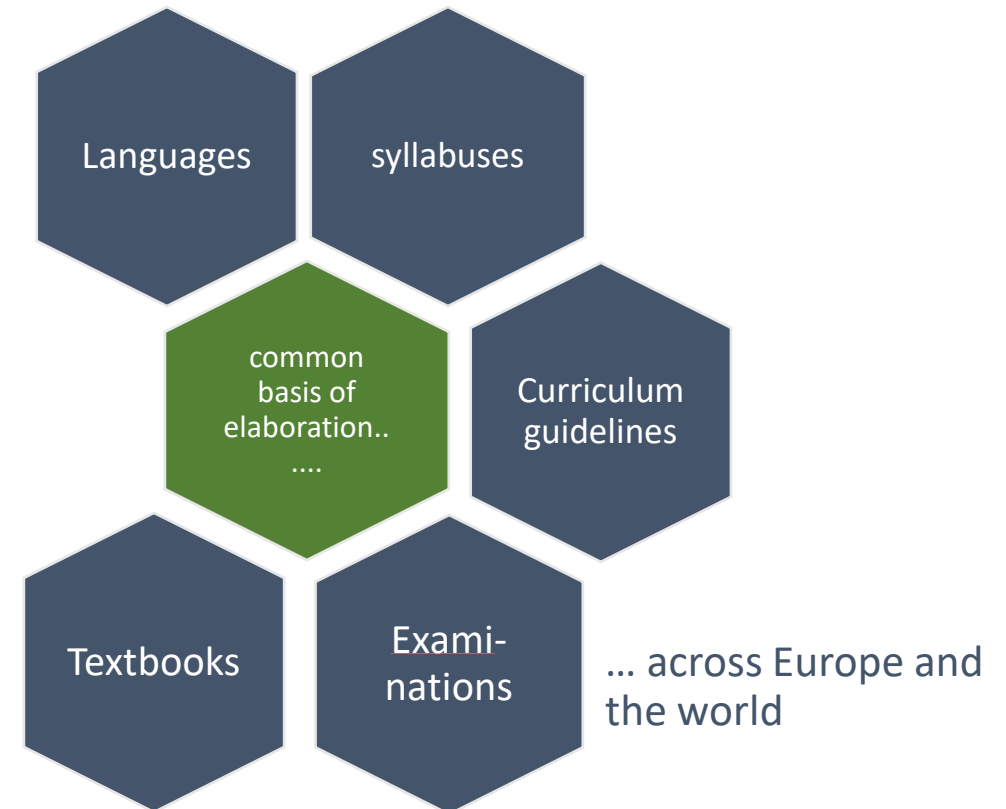 Languages
syllabuses
common
basis of
elaboration..
....
Curriculum
guidelines
Textbooks
Exami-
nations
... across Europe and
the world